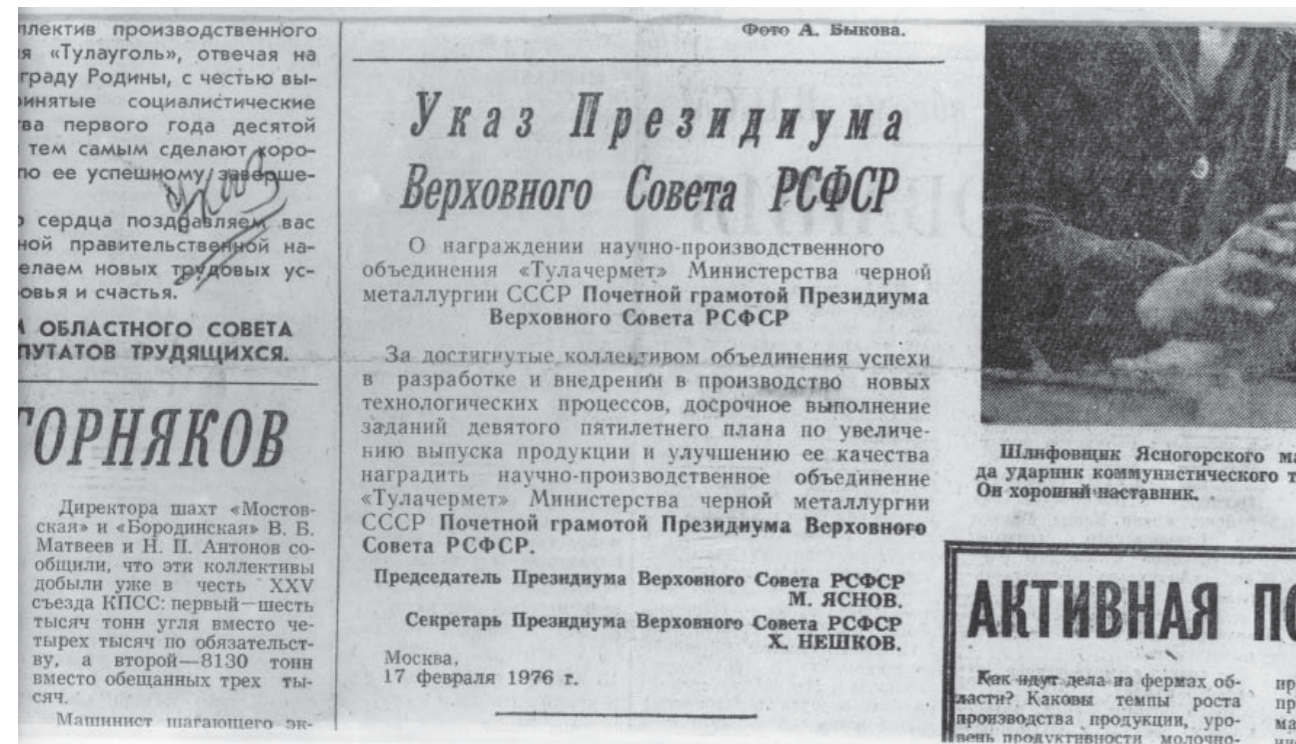 ллектив производственного
я «Тулауголь», отвечая на
граду Родины, с честью вы-
инятые социалистические
ва первого года десятой
тем самым сделают хоро-
по ее успешному заверше-
о сердца поздравляем вас
ной правительственной на-
елаем новых трудовых ус-
овья и счастья.
ОБЛАСТНОГО СОВЕТА
ПУТАТОВ ТРУДЯЩИХСЯ.
ГОРНЯКОВ
Директора шахт «Мостов-
ская» и «Бородинская» В. Б.
Матвеев и Н. П. Антонов со-
общили, что эти коллективы
добыли уже в честь XXV
съезда КПСС: первый—шесть
тысяч тонн угля вместо че-
тырех тысяч по обязательст-
ву, а второй—8130 тонн
вместо обещанных трех ты-
сяч.
Машинист шагающего эк-
Фото А. Быкова.
Указ Президиума
Верховного Совета РСФСР
О награждении научно-производственного
объединения «Тулачермет» Министерства черной
металлургии СССР Почетной грамотой Президиума
Верховного Совета РСФСР
За достигнутые коллективом объединения успехи
в разработке и внедрении в производство новых
технологических процессов, досрочное выполнение
заданий девятого пятилетнего плана по увеличе-
нию выпуска продукции и улучшению ее качества
наградить научно-производственное объединение
«Тулачермет» Министерства черной металлургии
СССР Почетной грамотой Президиума Верховного
Совета РСФСР.
Председатель Президиума Верховного Совета РСФСР
М. ЯСНОВ.
Секретарь Президиума Верховного Совета РСФСР
Х. НЕШКОВ.
Москва,
17 февраля 1976 г.
Шлифовщик Ясногорского ма
да ударник коммунистического т
Он хороший наставник.
АКТИВНАЯ ПО
Как идут дела на фермах об-
ласти? Каковы темпы роста
производства продукции, уро-
вень продуктивности молочно-
пр
пр
ма